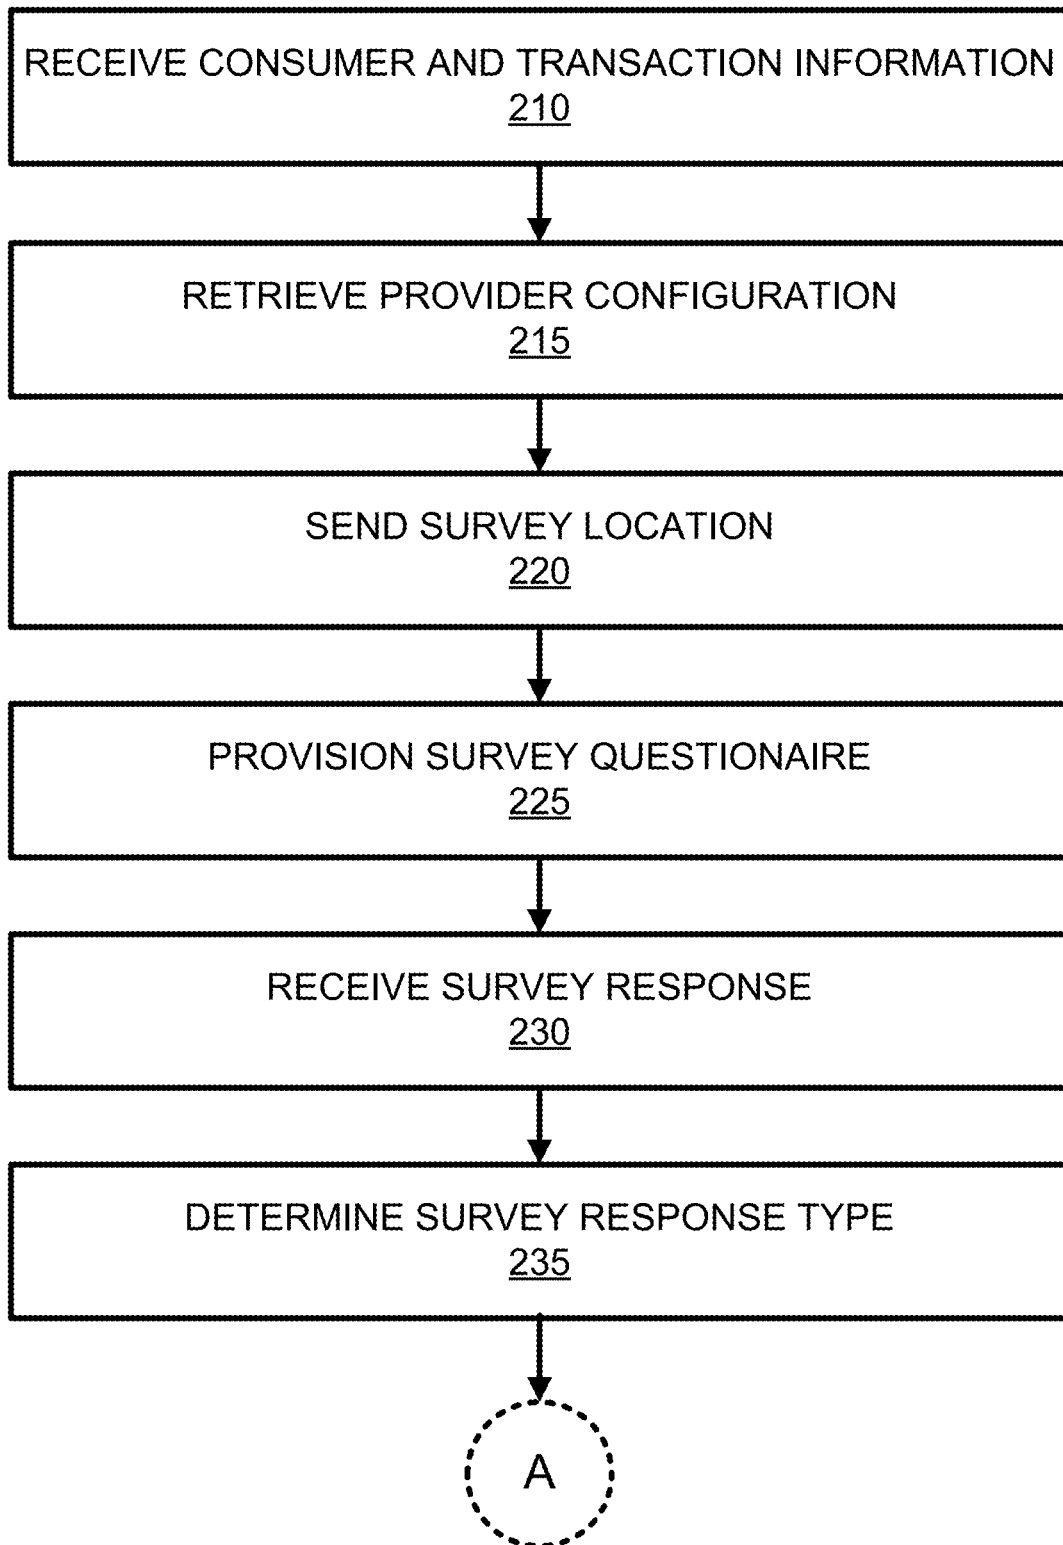 RECEIVE CONSUMER AND TRANSACTION INFORMATION
210
RETRIEVE PROVIDER CONFIGURATION
215
SEND SURVEY LOCATION
220
PROVISION SURVEY QUESTIONAIRE
225
RECEIVE SURVEY RESPONSE
230
DETERMINE SURVEY RESPONSE TYPE
235
A